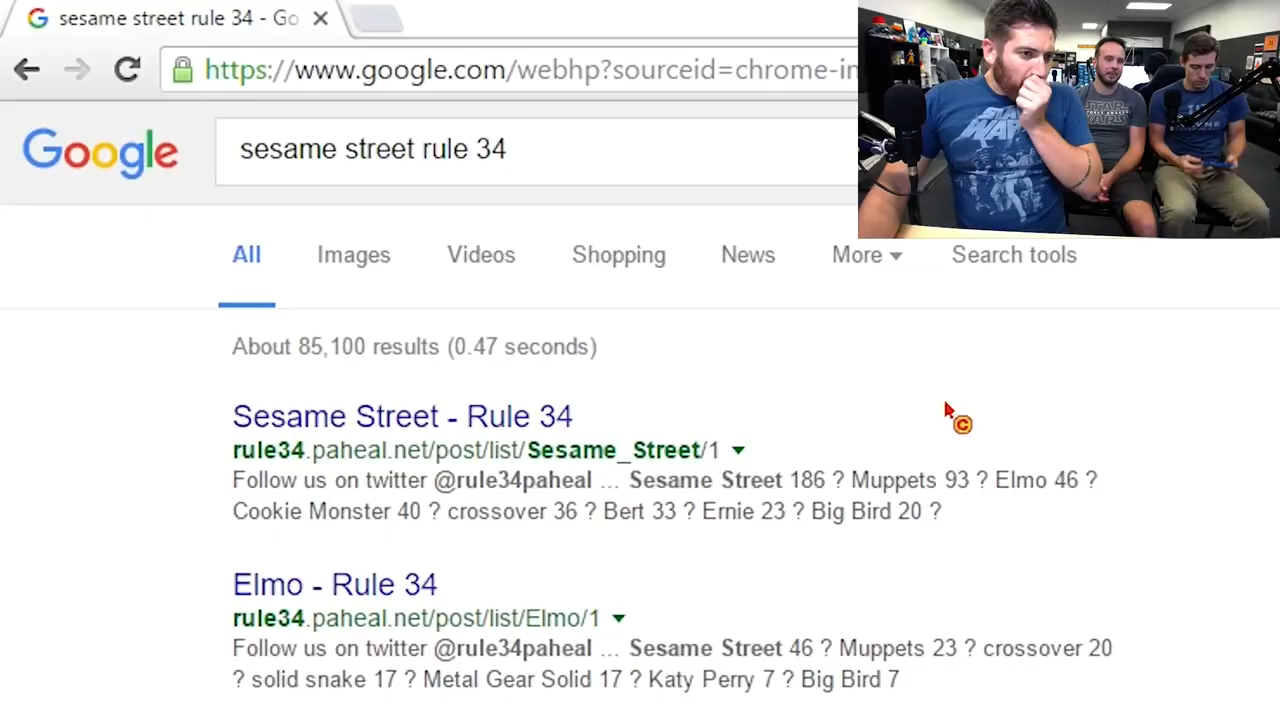 sesame street rule 34 - Go
https://www.google.com/webhp?sourceid=chrome-in
Google
sesame street rule 34
All Images Videos Shopping News More Search tools
About 85,100 results (0.47 seconds)
Sesame Street - Rule 34
rule34.paheal.net/post/list/Sesame_Street/1
Follow us on twitter @rule34paheal ... Sesame Street 186 ? Muppets 93 ? Elmo 46 ?
Cookie Monster 40 ? crossover 36 ? Bert 33 ? Ernie 23 ? Big Bird 20 ?
Elmo - Rule 34
rule34.paheal.net/post/list/Elmo/1
Follow us on twitter @rule34paheal ... Sesame Street 46 ? Muppets 23 ? crossover 20
? solid snake 17 ? Metal Gear Solid 17 ? Katy Perry 7 ? Big Bird 7
STAR WARS
STAR WARS